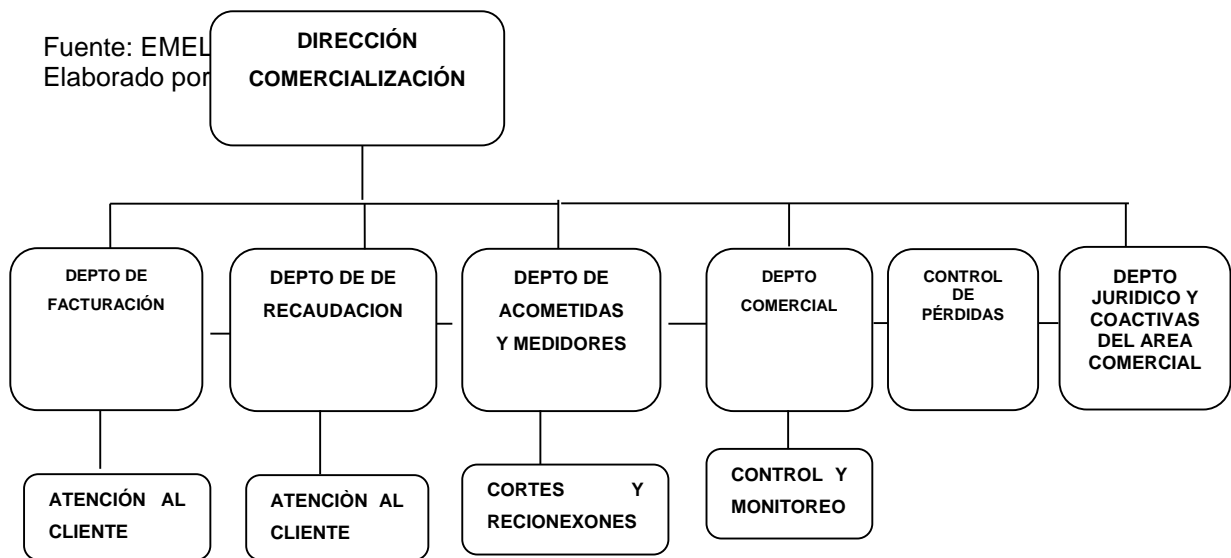 Fuente: EMEL
Elaborado por
DIRECCIÓN
COMERCIALIZACIÓN
DEPTO DE
FACTURACIÓN
DEPTO DE DE
RECAUDACION
DEPTO DE
ACOMETIDAS
Y MEDIDORES
DEPTO
COMERCIAL
CONTROL
DE
PÉRDIDAS
DEPTO
JURIDICO Y
COACTIVAS
DEL AREA
COMERCIAL
ATENCIÓN AL
CLIENTE
ATENCIÒN AL
CLIENTE
CORTES Y
RECIONEXONES
CONTROL Y
MONITOREO